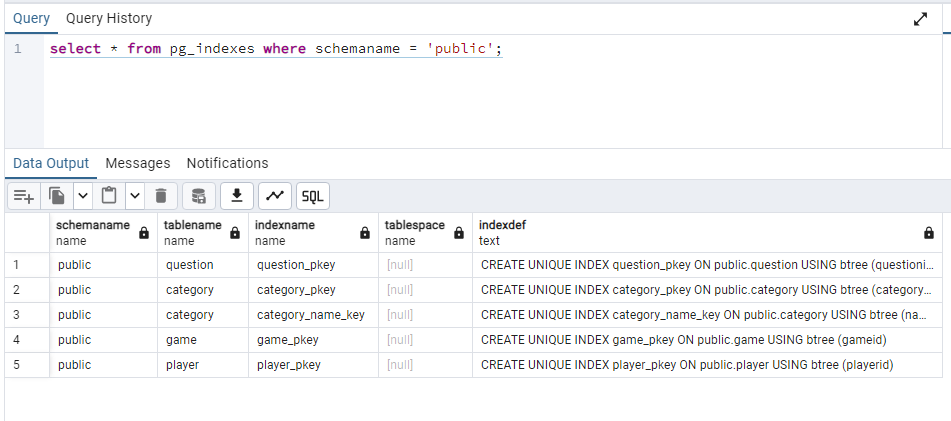 Query Query History
1 select * from pg_indexes where schemaname = 'public';
Data Output Messages Notifications
SQL
schemaname tablename indexname tablespace indexdef
name name name name text
1 public question question_pkey [null] CREATE UNIQUE INDEX question_pkey ON public.question USING btree (questioni...
2 public category category_pkey [null] CREATE UNIQUE INDEX category_pkey ON public.category USING btree (category...
3 public category category_name_key [null] CREATE UNIQUE INDEX category_name_key ON public.category USING btree (na...
4 public game game_pkey [null] CREATE UNIQUE INDEX game_pkey ON public.game USING btree (gameid)
5 public player player_pkey [null] CREATE UNIQUE INDEX player_pkey ON public.player USING btree (playerid)